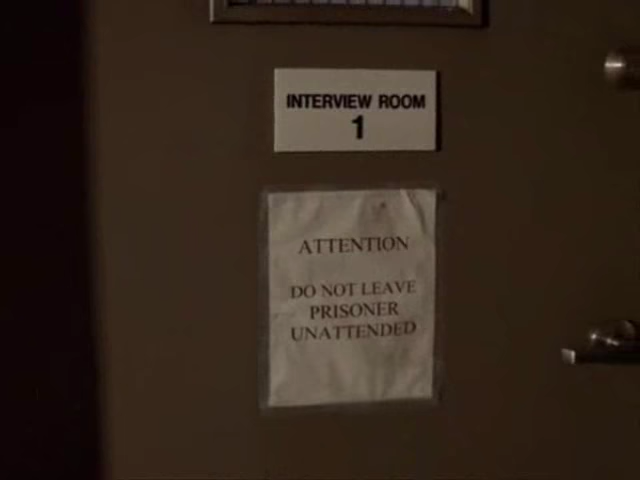 INTERVIEW ROOM
1
ATTENTION
DO NOT LEAVE
PRISONER
UNATTENDED